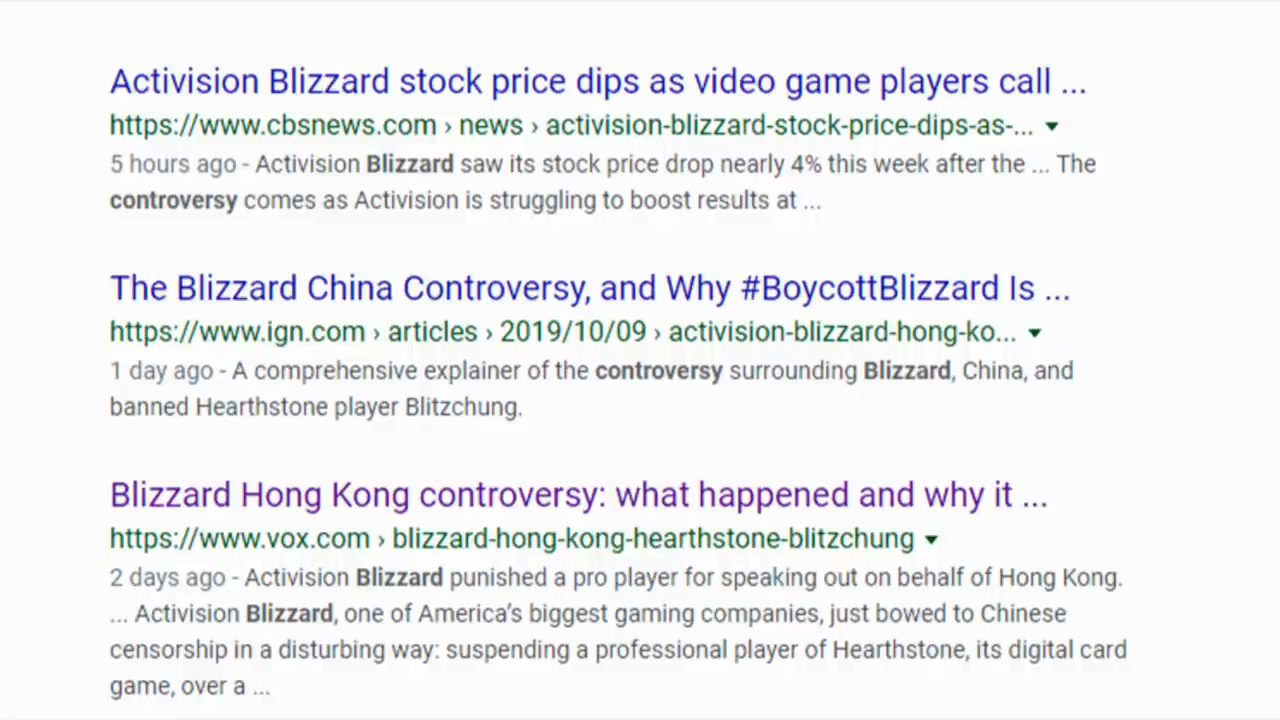 Activision Blizzard stock price dips as video game players call ...
https://www.cbsnews.com › news › activision-blizzard-stock-price-dips-as-... ▼
5 hours ago - Activision Blizzard saw its stock price drop nearly 4% this week after the ... The
controversy comes as Activision is struggling to boost results at ...
The Blizzard China Controversy, and Why #BoycottBlizzard Is ...
https://www.ign.com › articles › 2019/10/09 › activision-blizzard-hong-ko... ▼
1 day ago - A comprehensive explainer of the controversy surrounding Blizzard, China, and
banned Hearthstone player Blitzchung.
Blizzard Hong Kong controversy: what happened and why it ...
https://www.vox.com › blizzard-hong-kong-hearthstone-blitzchung ▼
2 days ago - Activision Blizzard punished a pro player for speaking out on behalf of Hong Kong.
... Activision Blizzard, one of America’s biggest gaming companies, just bowed to Chinese
censorship in a disturbing way: suspending a professional player of Hearthstone, its digital card
game, over a ...